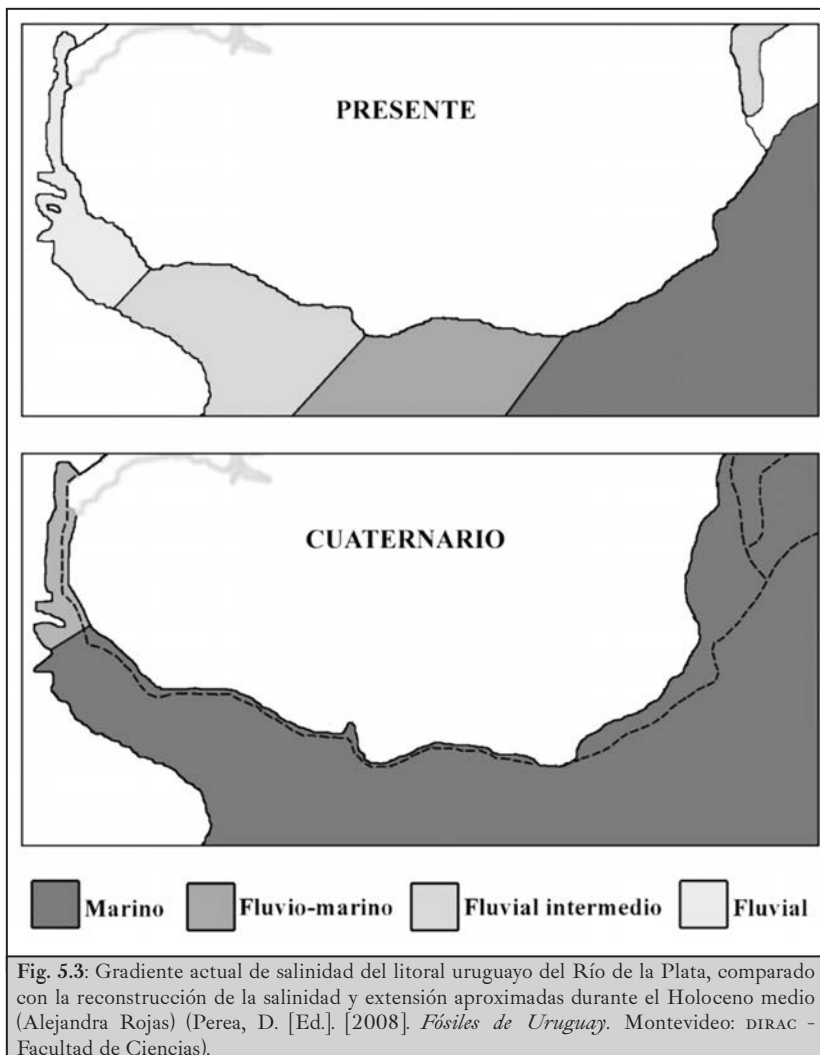 PRESENTE
CUATERNARIO
Marino Fluvio-marino Fluvial intermedio Fluvial
Fig. 5.3: Gradiente actual de salinidad del litoral uruguayo del Río de la Plata, comparado
con la reconstrucción de la salinidad y extensión aproximadas durante el Holoceno medio
(Alejandra Rojas) (Perea, D. [Ed.]. [2008]. Fósiles de Uruguay. Montevideo: DIRAC -
Facultad de Ciencias).